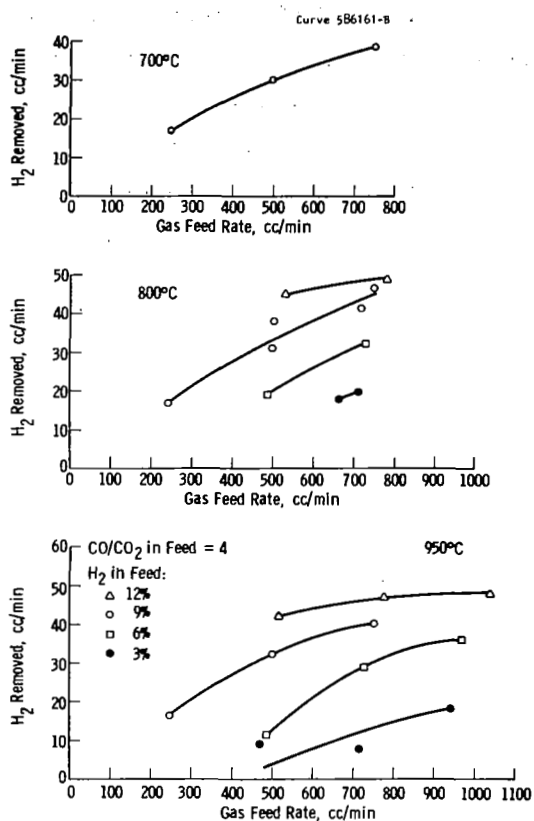 Curve 586161-B
40
30
20
10
0
H2 Removed, cc/min
700°C
0 100 200 300 400 500 600 700 800
Gas Feed Rate, cc/min
50
40
30
20
10
0
H2 Removed, cc/min
800°C
0 100 200 300 400 500 600 700 800 900 1000
Gas Feed Rate, cc/min
60
50
40
30
20
10
0
H2 Removed, cc/min
CO/CO2 in Feed = 4
950°C
H2 in Feed:
12%
9%
6%
3%
0 100 200 300 400 500 600 700 800 900 1000 1100
Gas Feed Rate, cc/min